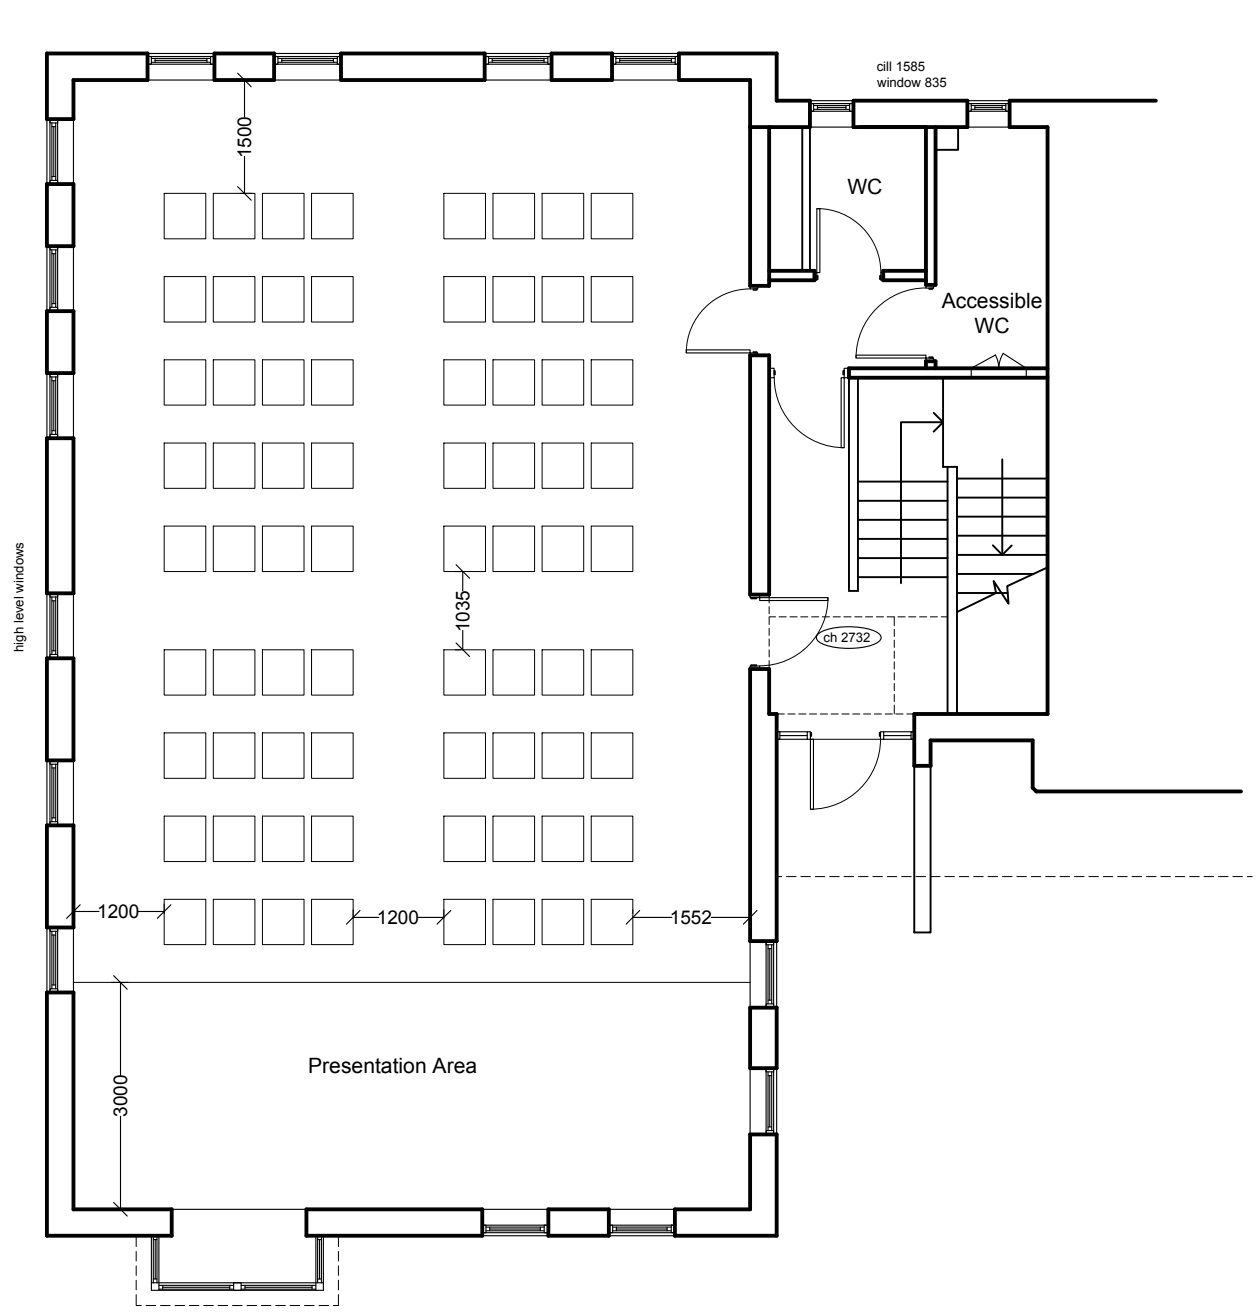 cill 1585
window 835
1500
WC
Accessible
WC
high level windows
1035
ch 2732
1200
1200
1552
Presentation Area
3000